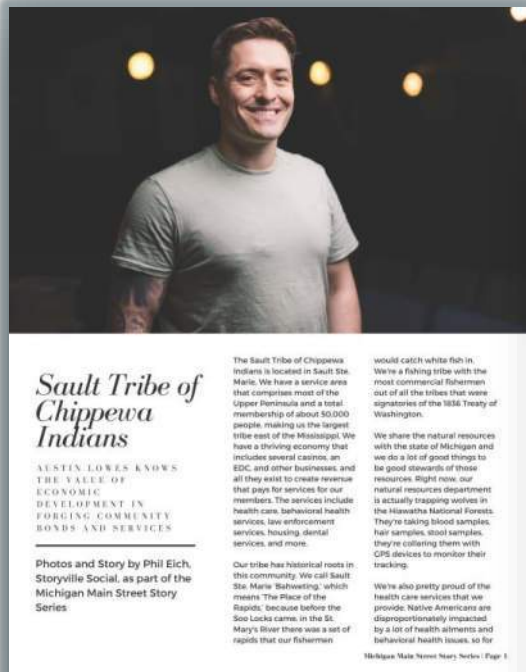 Sault Tribe of
Chippewa
Indians
AUSTIN LOWES KNOWS
THE VALUE OF
ECONOMIC
DEVELOPMENT IN
FORGING COMMUNITY
BONDS AND SERVICES
Photos and Story by Phil Eich,
Storyville Social, as part of the
Michigan Main Street Story
Series
The Sault Tribe of Chippewa
Indians is located in Sault Ste.
Marie. We have a service area
that comprises most of the
Upper Peninsula and a total
membership of about 50,000
people, making us the largest
tribe east of the Mississippi. We
have a thriving economy that
includes several casinos, an
EDC, and other businesses, and
all they exist to create revenue
that pays for services for our
members. The services include
health care, behavioral health
services, law enforcement
services, housing, dental
services, and more.
Our tribe has historical roots in
this community. We call Sault
Ste. Marie 'Bahweting,' which
means 'The Place of the
Rapids,' because before the
Soo Locks came, in the St.
Mary's River there was a set of
rapids that our fishermen
would catch white fish in.
We're a fishing tribe with the
most commercial fishermen
out of all the tribes that were
signatories of the 1836 Treaty of
Washington.
We share the natural resources
with the state of Michigan and
we do a lot of good things to
be good stewards of those
resources. Right now, our
natural resources department
is actually trapping wolves in
the Hiawatha National Forests.
They're taking blood samples,
hair samples, stool samples,
they're collering them with
GPS devices to monitor their
tracking.
We're also pretty proud of the
health care services that we
provide. Native Americans are
disproportionately impacted
by a lot of health ailments and
behavioral health issues, so for
Michigan Main Street Story Series | Page 1